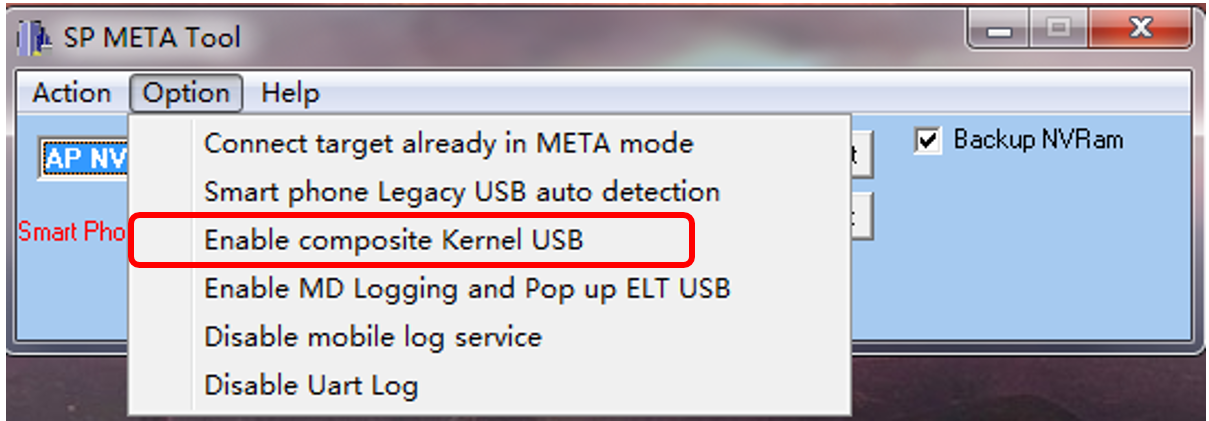 SP META Tool
Action Option Help
Connect target already in META mode
Smart phone Legacy USB auto detection
Enable composite Kernel USB
Enable MD Logging and Pop up ELT USB
Disable mobile log service
Disable Uart Log
AP NV
Backup NVRam
Smart Pho